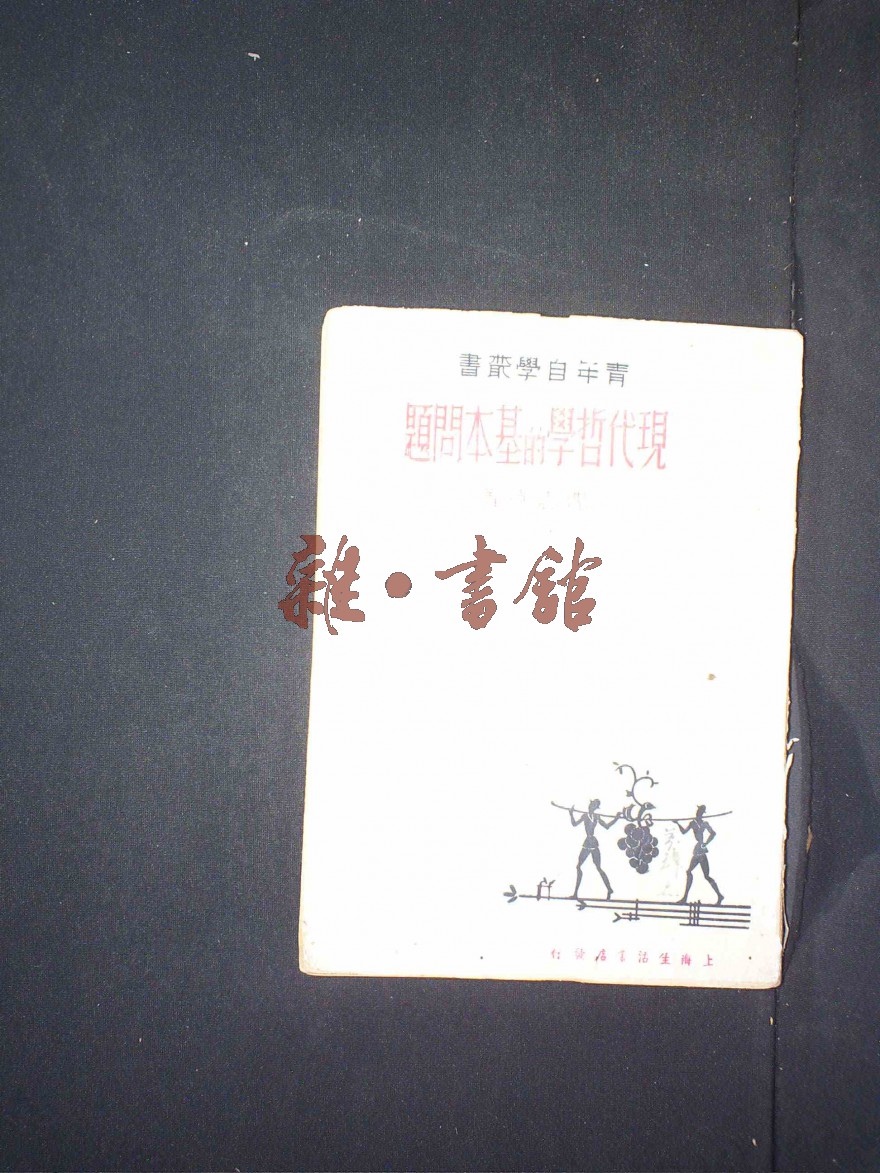 青年自學叢書
現代哲學的基本問題
雜·書館
上海生活書店發行